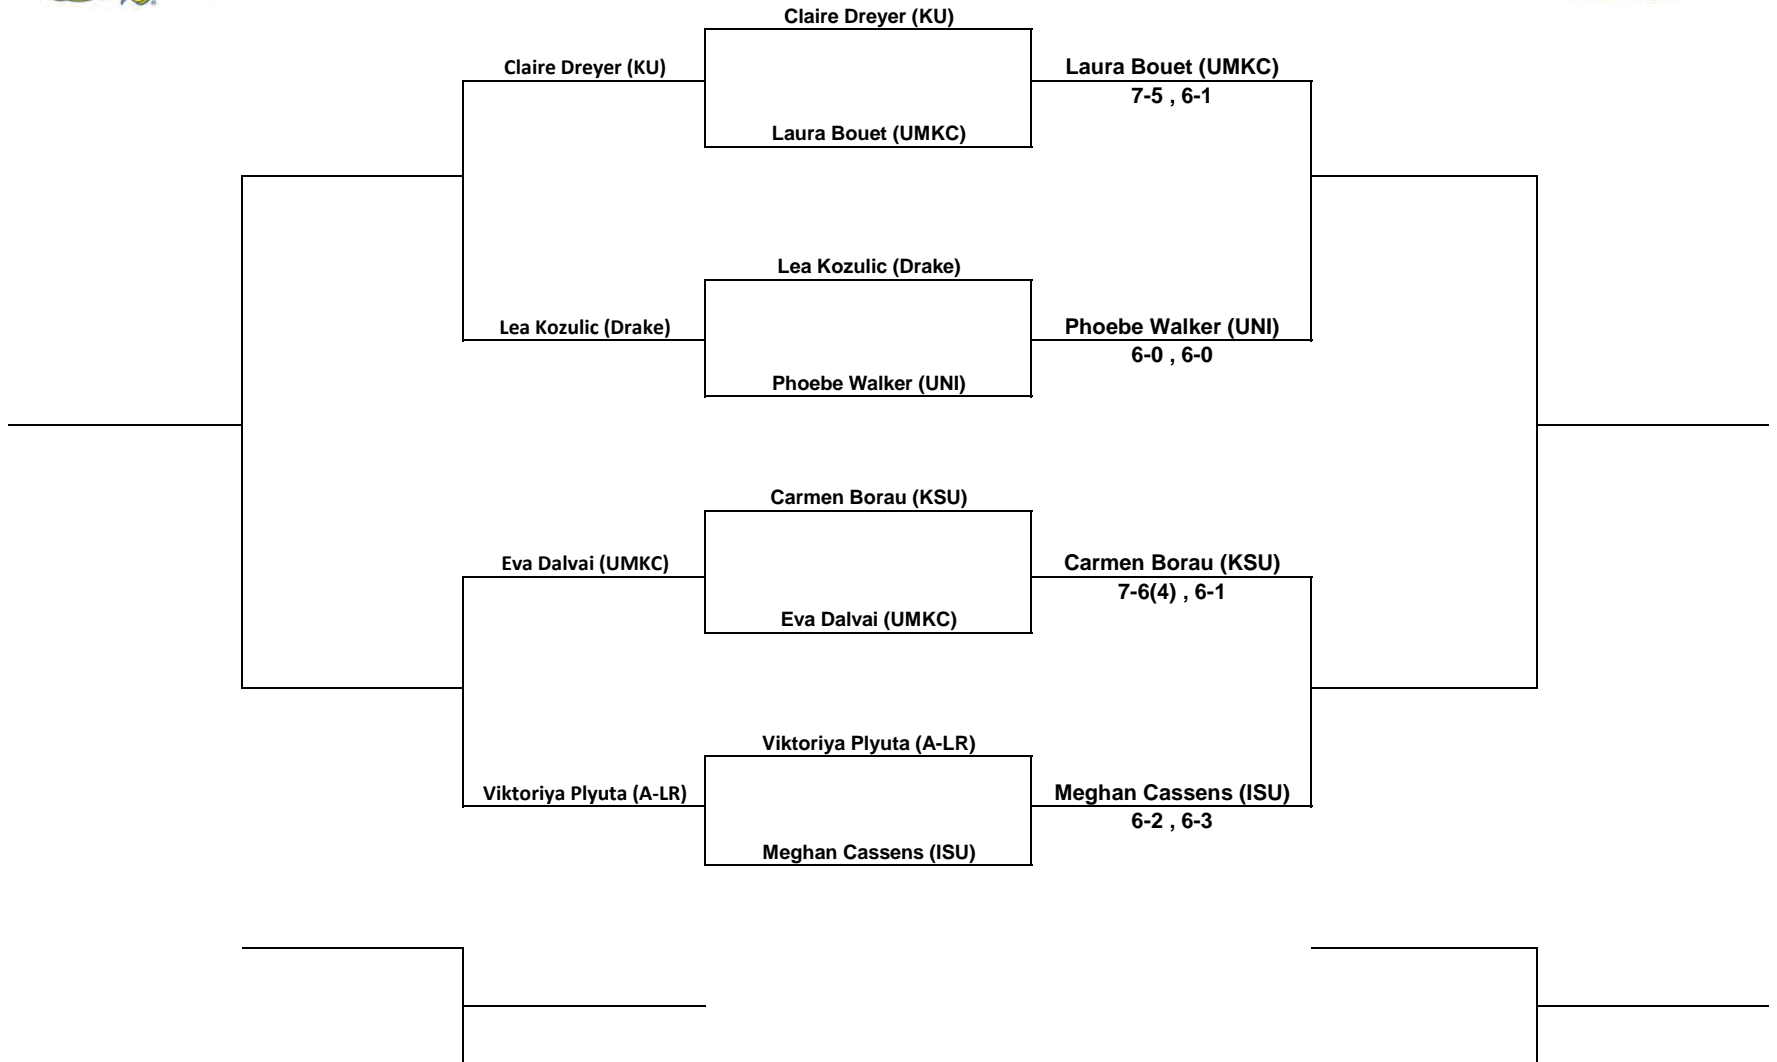 Claire Dreyer (KU)
Claire Dreyer (KU)
Laura Bouet (UMKC)
7-5 , 6-1
Laura Bouet (UMKC)
Lea Kozulic (Drake)
Lea Kozulic (Drake)
Phoebe Walker (UNI)
6-0 , 6-0
Phoebe Walker (UNI)
Carmen Borau (KSU)
Eva Dalvai (UMKC)
Carmen Borau (KSU)
7-6(4) , 6-1
Eva Dalvai (UMKC)
Viktoriya Plyuta (A-LR)
Viktoriya Plyuta (A-LR)
Meghan Cassens (ISU)
6-2 , 6-3
Meghan Cassens (ISU)